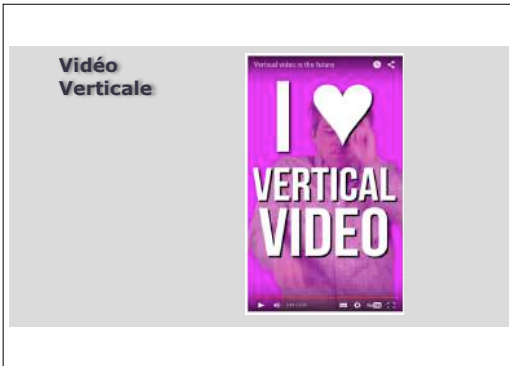 Vidéo
Verticale
Vertical video is the future
I ♥
VERTICAL
VIDEO